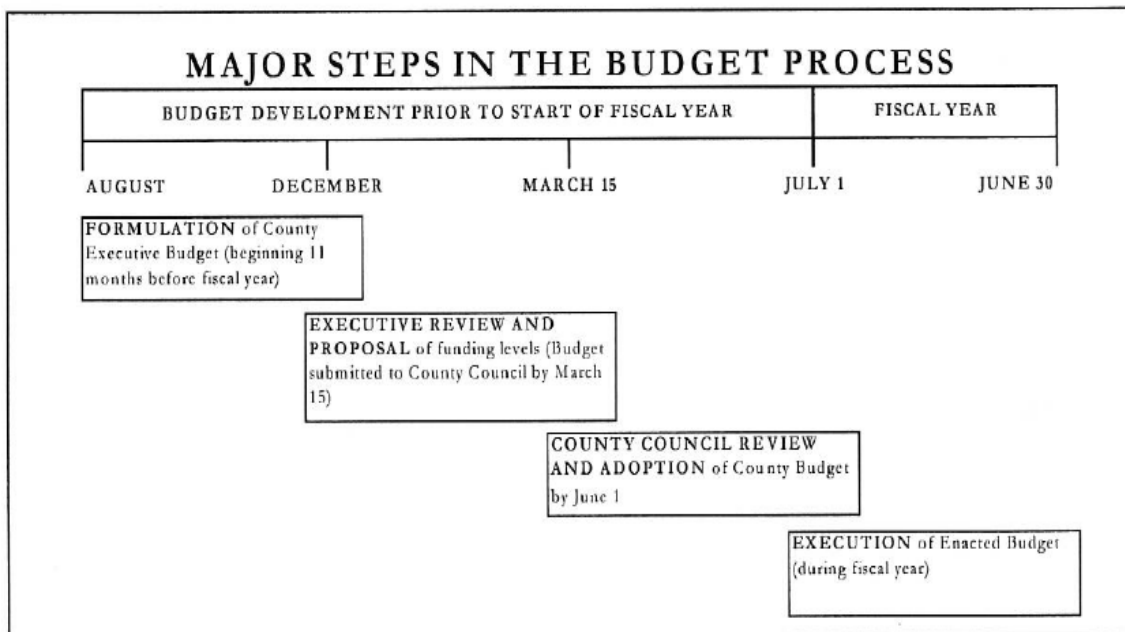 MAJOR STEPS IN THE BUDGET PROCESS
BUDGET DEVELOPMENT PRIOR TO START OF FISCAL YEAR
FISCAL YEAR
AUGUST
DECEMBER
MARCH 15
JULY 1
JUNE 30
FORMULATION of County
Executive Budget (beginning 11
months before fiscal year)
EXECUTIVE REVIEW AND
PROPOSAL of funding levels (Budget
submitted to County Council by March
15)
COUNTY COUNCIL REVIEW
AND ADOPTION of County Budget
by June 1
EXECUTION of Enacted Budget
(during fiscal year)